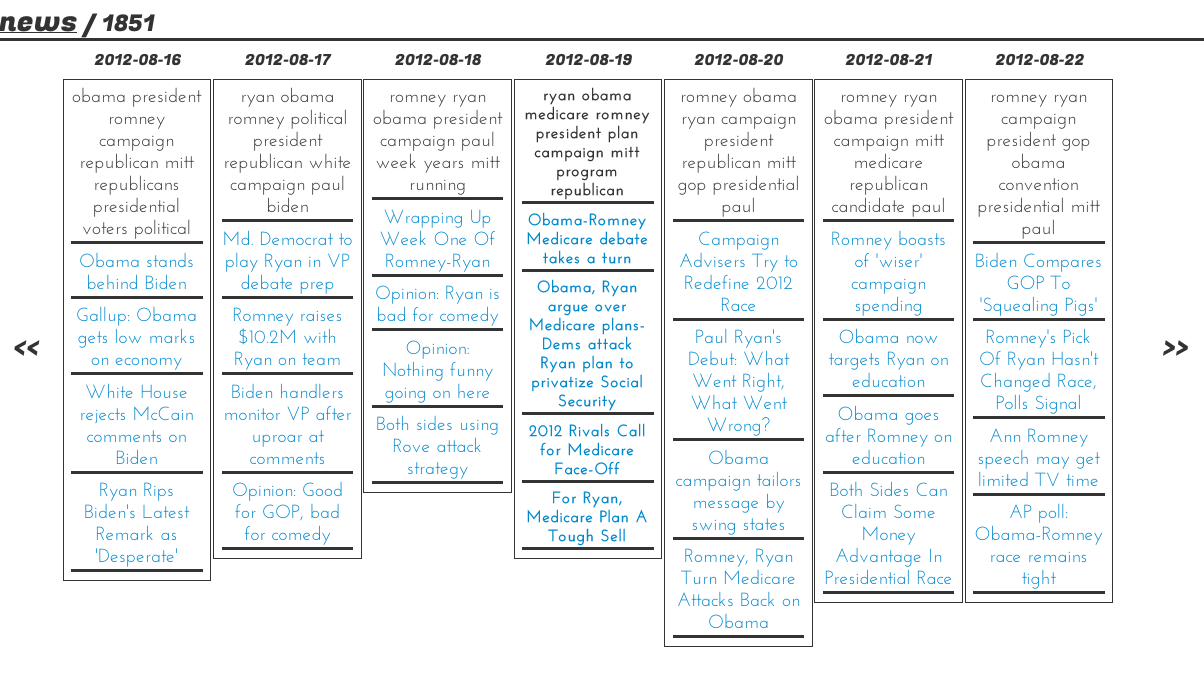 news / 1851
2012-08-16
obama president
romney
campaign
republican mitt
republicans
presidential
voters political
Obama stands
behind Biden
Gallup: Obama
gets low marks
on economy
White House
rejects McCain
comments on
Biden
Ryan Rips
Biden's Latest
Remark as
'Desperate'
2012-08-17
ryan obama
romney political
president
republican white
campaign paul
biden
Md. Democrat to
play Ryan in VP
debate prep
Romney raises
$10.2M with
Ryan on team
Biden handlers
monitor VP after
uproar at
comments
Opinion: Good
for GOP, bad
for comedy
2012-08-18
romney ryan
obama president
campaign paul
week years mitt
running
Wrapping Up
Week One Of
Romney-Ryan
Opinion: Ryan is
bad for comedy
Opinion:
Nothing funny
going on here
Both sides using
Rove attack
strategy
2012-08-19
ryan obama
medicare romney
president plan
campaign mitt
program
republican
Obama-Romney
Medicare debate
takes a turn
Obama, Ryan
argue over
Medicare plans-
Dems attack
Ryan plan to
privatize Social
Security
2012 Rivals Call
for Medicare
Face-Off
For Ryan,
Medicare Plan A
Tough Sell
2012-08-20
romney obama
ryan campaign
president
republican mitt
gop presidential
paul
Campaign
Advisers Try to
Redefine 2012
Race
Paul Ryan's
Debut: What
Went Right,
What Went
Wrong?
Obama
campaign tailors
message by
swing states
Romney, Ryan
Turn Medicare
Attacks Back on
Obama
2012-08-21
romney ryan
obama president
campaign mitt
medicare
republican
candidate paul
Romney boasts
of 'wiser'
campaign
spending
Obama now
targets Ryan on
education
Obama goes
after Romney on
education
Both Sides Can
Claim Some
Money
Advantage In
Presidential Race
2012-08-22
romney ryan
campaign
president gop
obama
convention
presidential mitt
paul
Biden Compares
GOP To
'Squealing Pigs'
Romney's Pick
Of Ryan Hasn't
Changed Race,
Polls Signal
Ann Romney
speech may get
limited TV time
AP poll:
Obama-Romney
race remains
tight
«
»